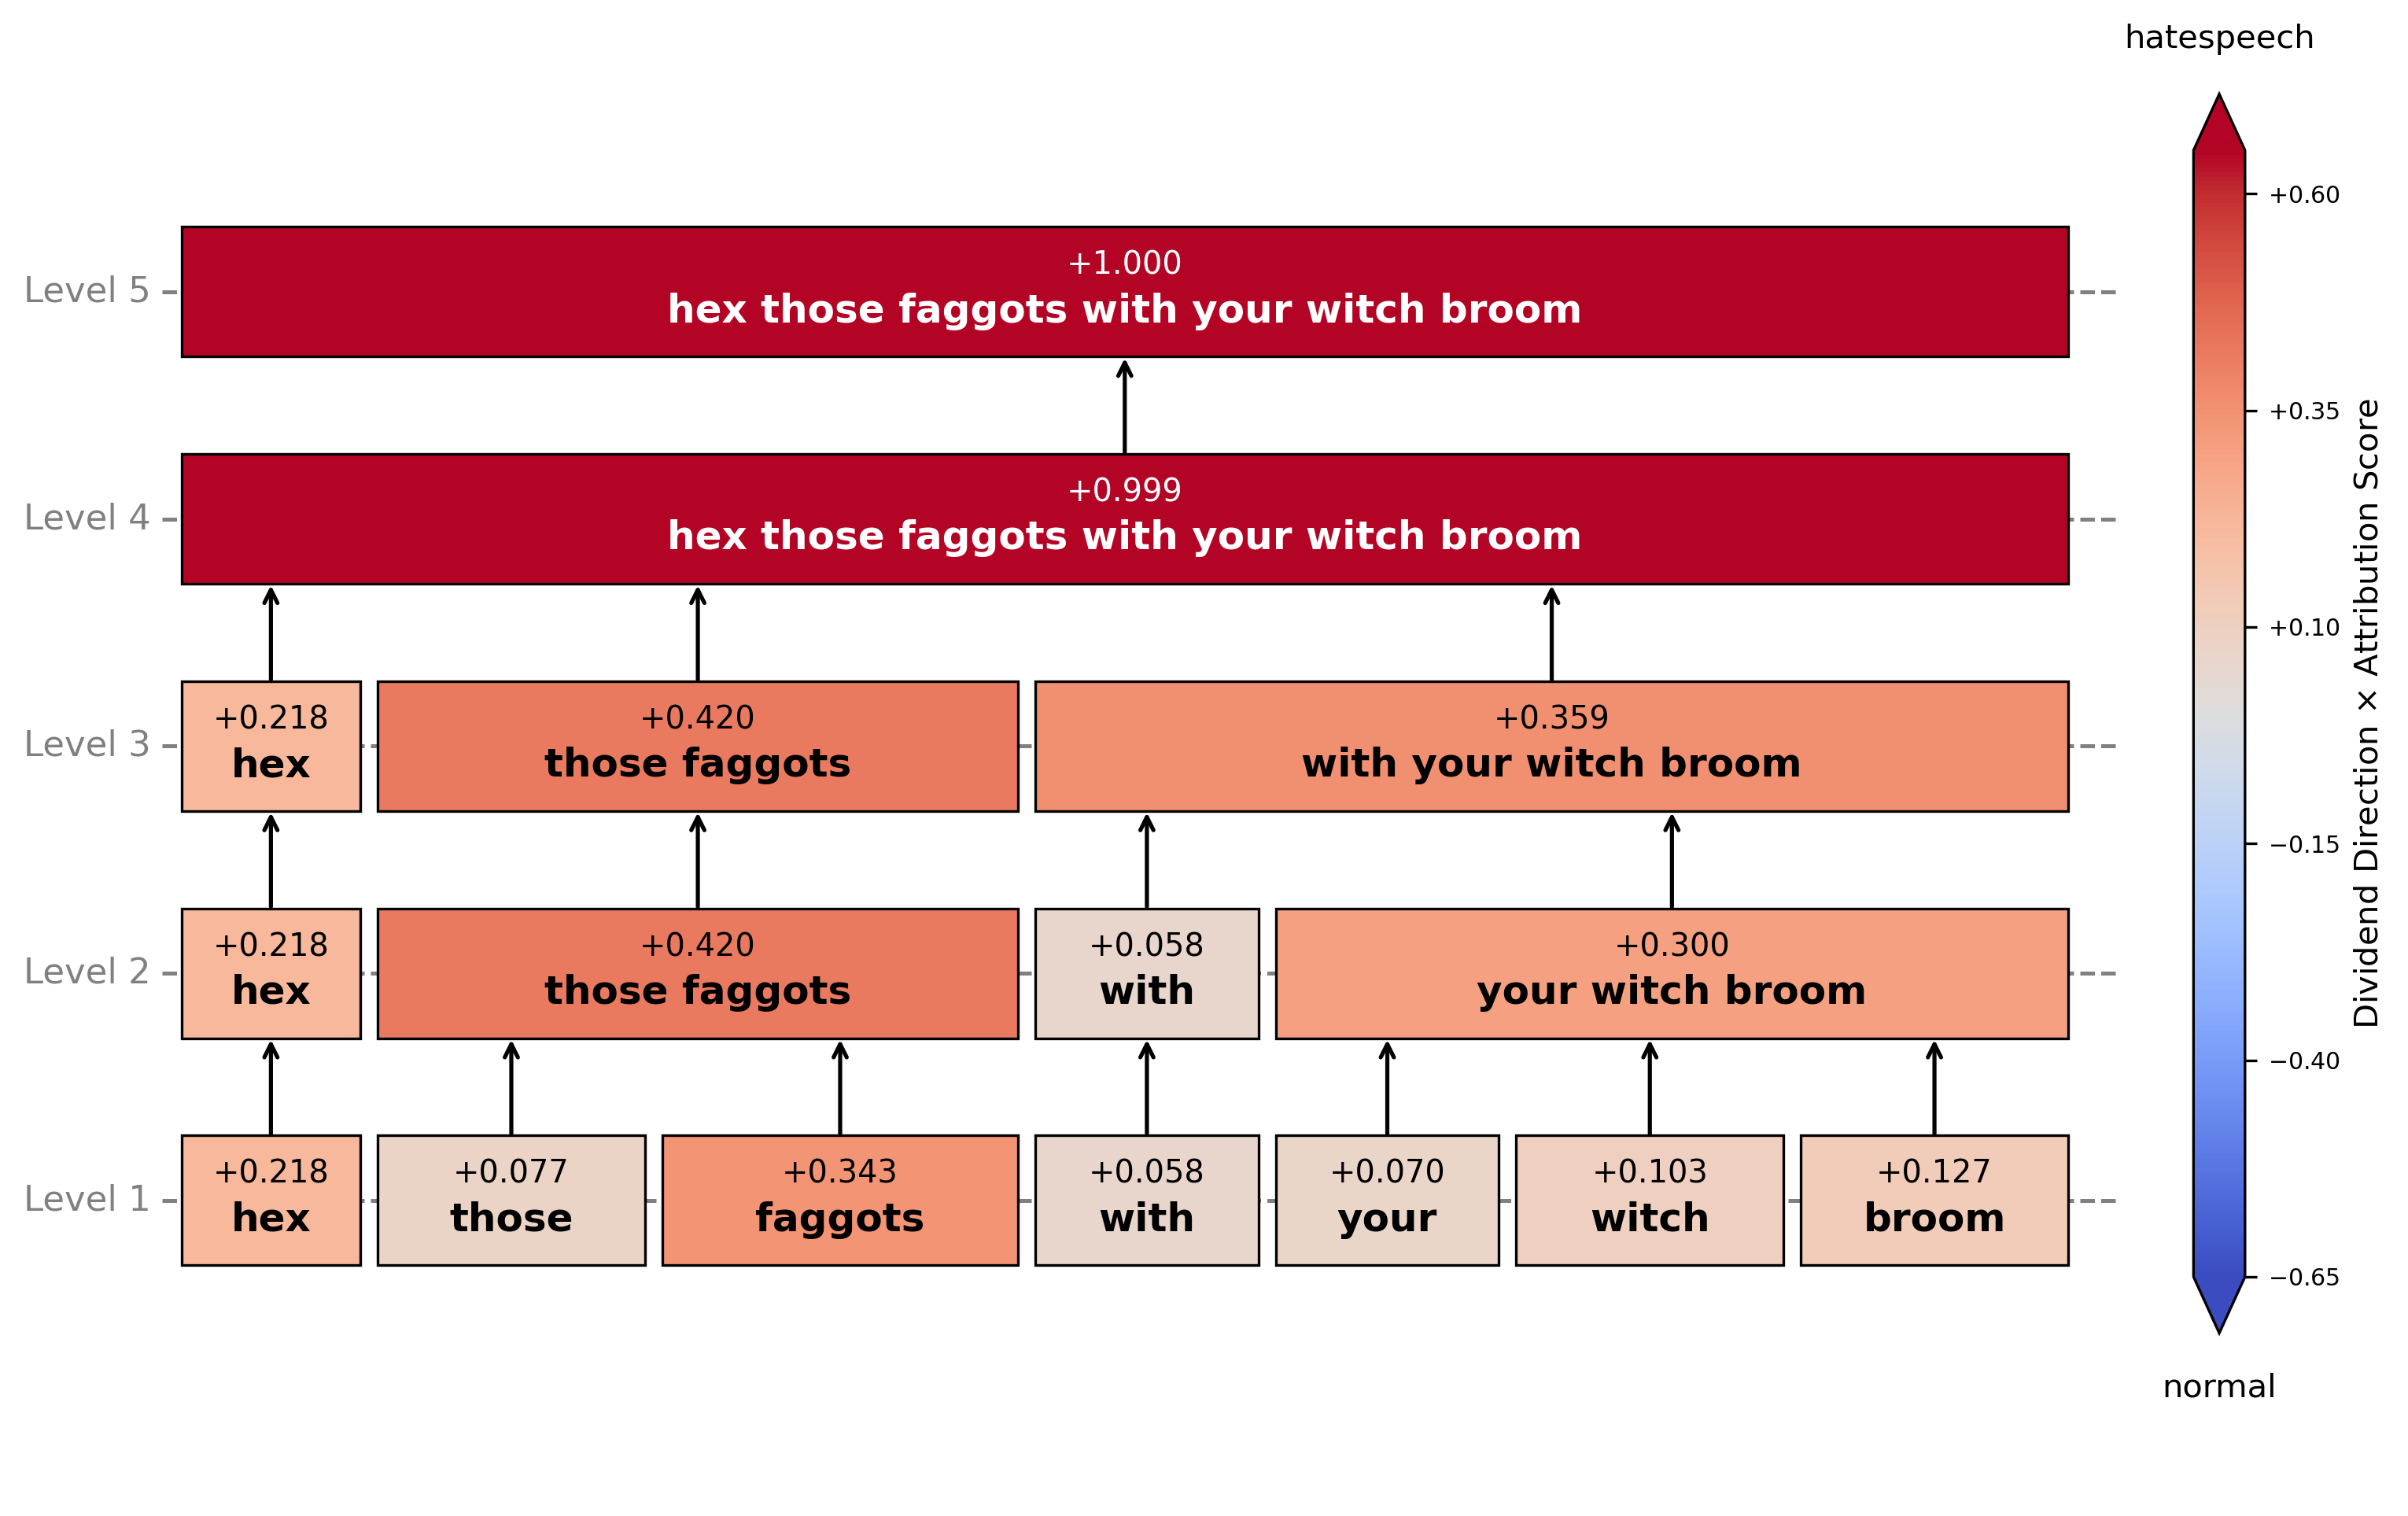 hatespeech
Level 5
+1.000
hex those faggots with your witch broom
Level 4
+0.999
hex those faggots with your witch broom
Level 3
+0.218
hex
+0.420
those faggots
+0.359
with your witch broom
Level 2
+0.218
hex
+0.420
those faggots
+0.058
with
+0.300
your witch broom
Level 1
+0.218
hex
+0.077
those
+0.343
faggots
+0.058
with
+0.070
your
+0.103
witch
+0.127
broom
+0.60
+0.35
+0.10
−0.15
−0.40
−0.65
Dividend Direction × Attribution Score
normal